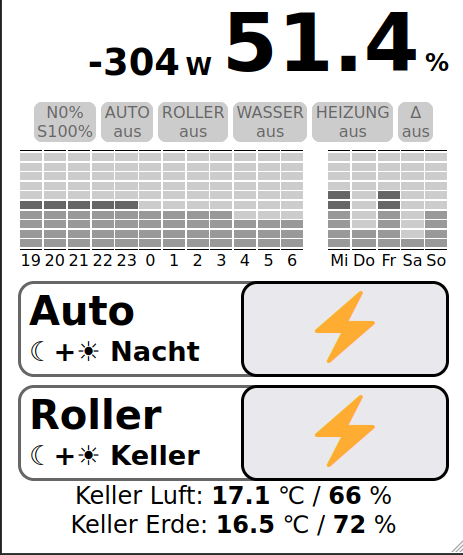 -304 W 51.4 %
N0% S100% AUTO aus ROLLER aus WASSER aus HEIZUNG aus Δ aus
19 20 21 22 23 0 1 2 3 4 5 6 Mi Do Fr Sa So
Auto
☾+☀ Nacht
Roller
☾+☀ Keller
Keller Luft: 17.1 °C / 66 %
Keller Erde: 16.5 °C / 72 %